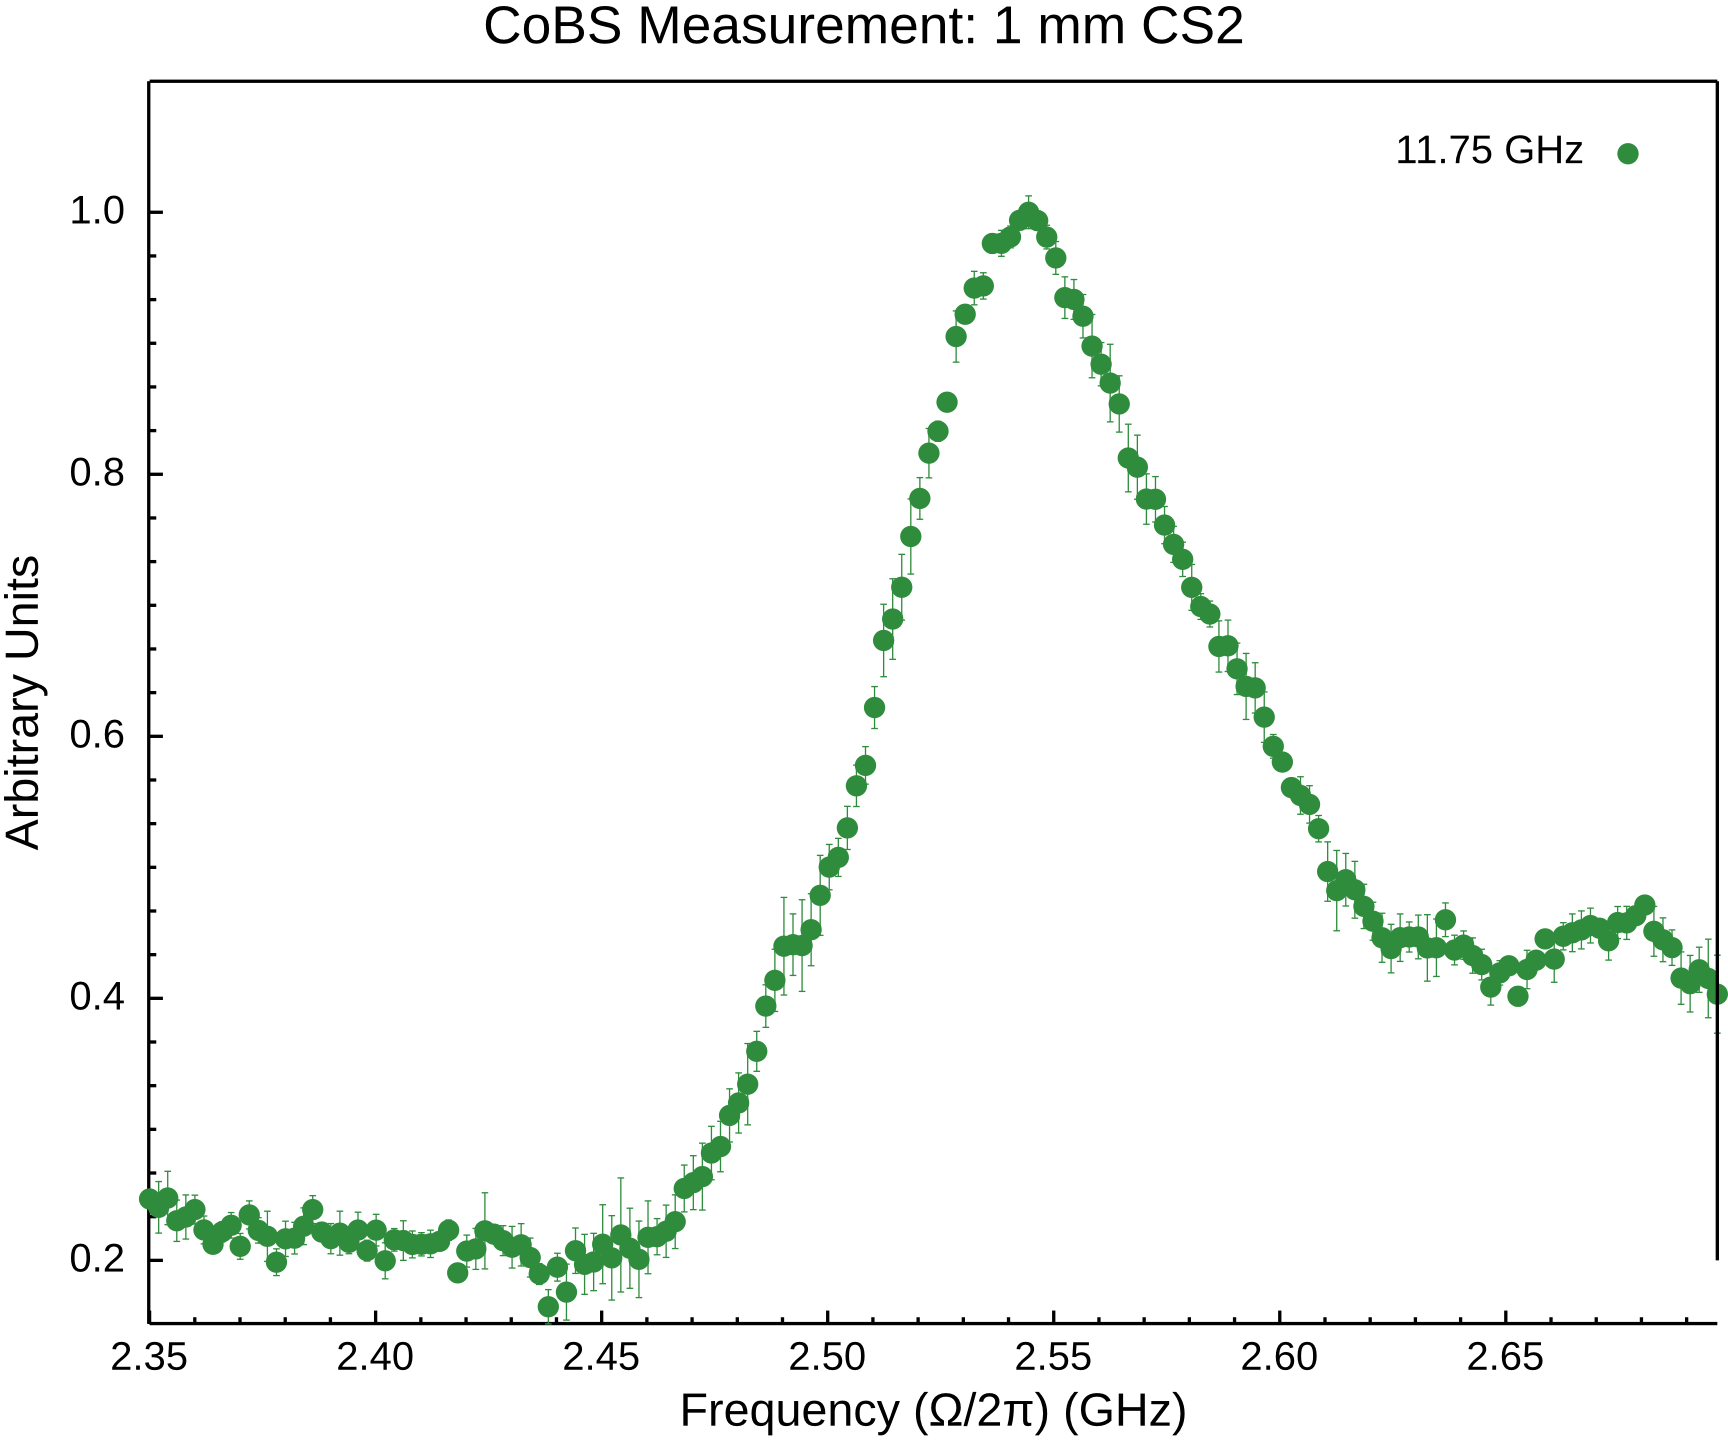 CoBS Measurement: 1 mm CS2
11.75 GHz
1.0
0.8
0.6
0.4
0.2
Arbitrary Units
2.35 2.40 2.45 2.50 2.55 2.60 2.65
Frequency (Ω/2π) (GHz)